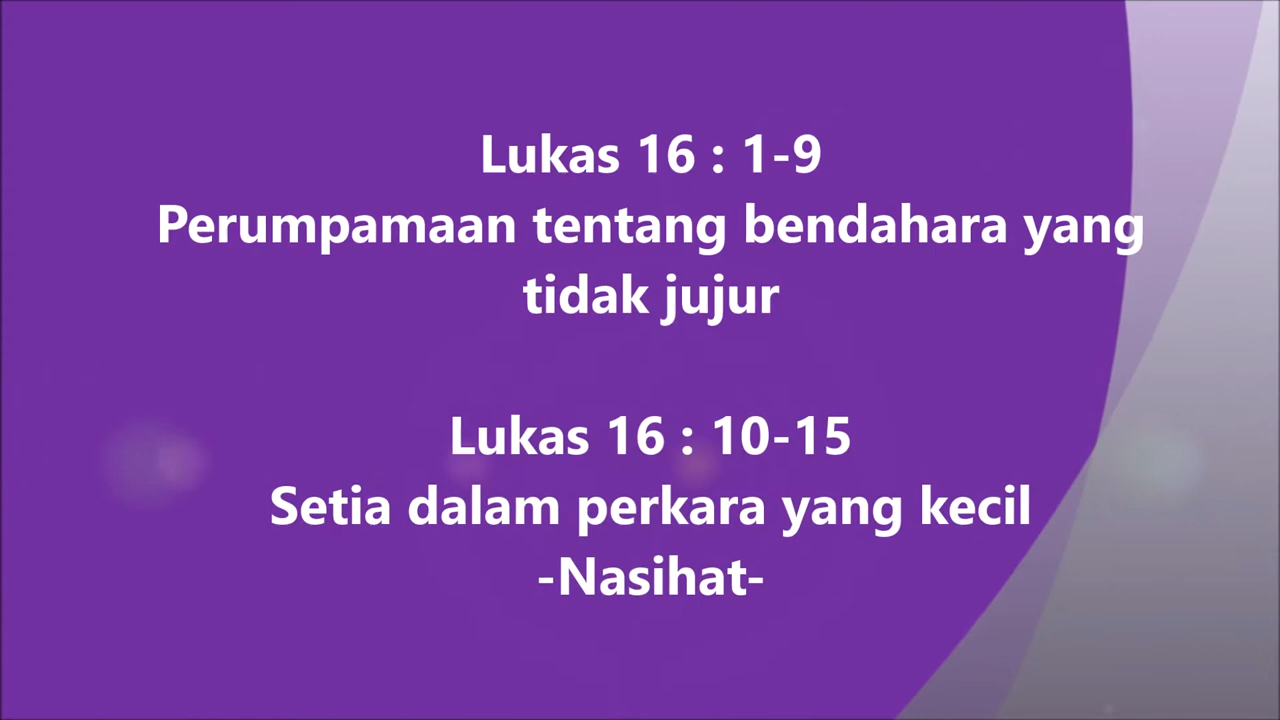 Lukas 16 : 1-9
Perumpamaan tentang bendahara yang
tidak jujur
Lukas 16 : 10-15
Setia dalam perkara yang kecil
-Nasihat-